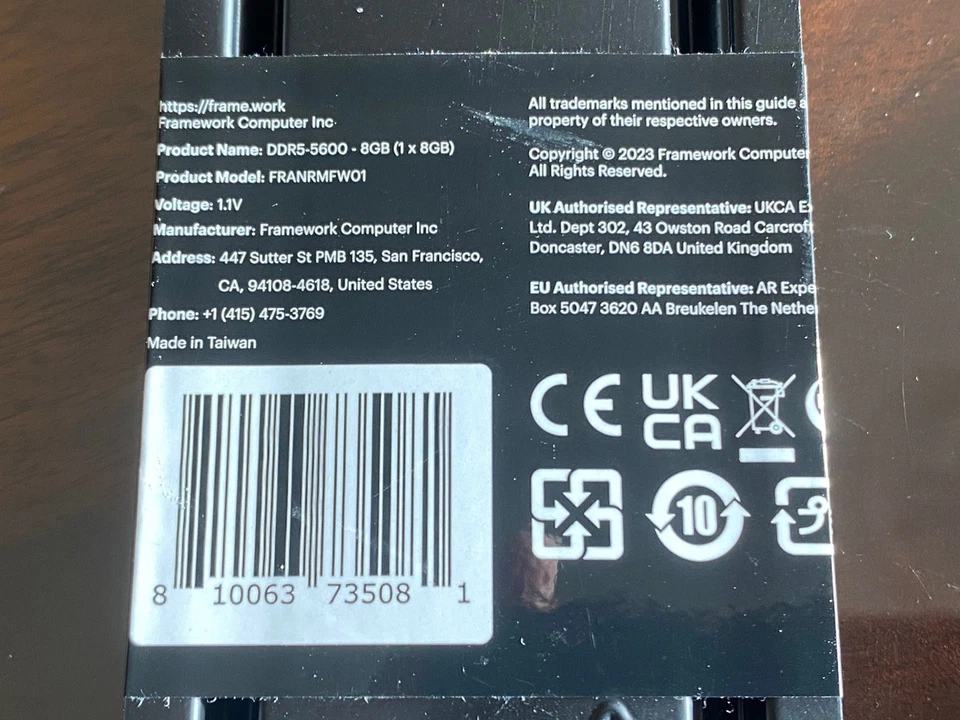 https://frame.work
Framework Computer Inc
Product Name: DDR5-5600 - 8GB (1 x 8GB)
Product Model: FRANRMFW01
Voltage: 1.1V
Manufacturer: Framework Computer Inc
Address: 447 Sutter St PMB 135, San Francisco,
CA, 94108-4618, United States
Phone: +1 (415) 475-3769
Made in Taiwan
8 10063 73508 1
All trademarks mentioned in this guide
property of their respective owners.
Copyright © 2023 Framework Computer
All Rights Reserved.
UK Authorised Representative: UKCA
Ltd. Dept 302, 43 Owston Road Carcroft
Doncaster, DN6 8DA United Kingdom
EU Authorised Representative: AR
Box 5047 3620 AA Breukelen The
CE UK
CA
10